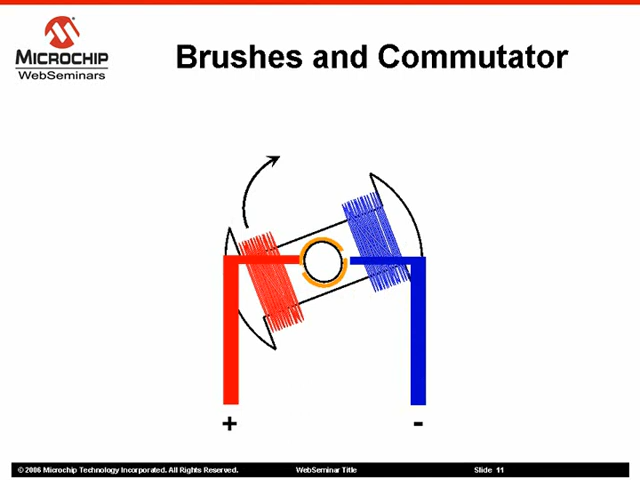 MICROCHIP
WebSeminars
Brushes and Commutator
+ -
© 2006 Microchip Technology Incorporated. All Rights Reserved. WebSeminar Title Slide 11